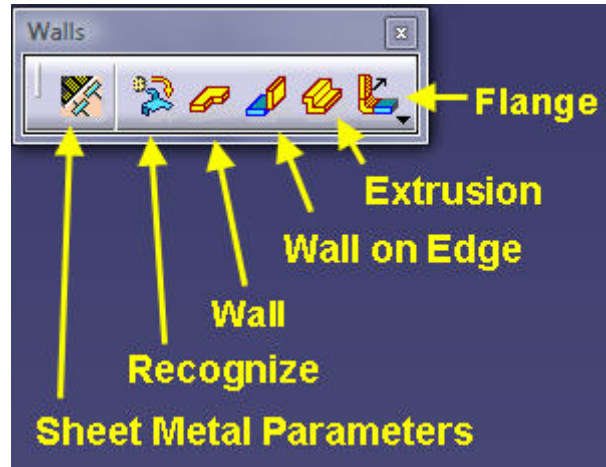 Walls
Flange
Extrusion
Wall on Edge
Wall
Recognize
Sheet Metal Parameters